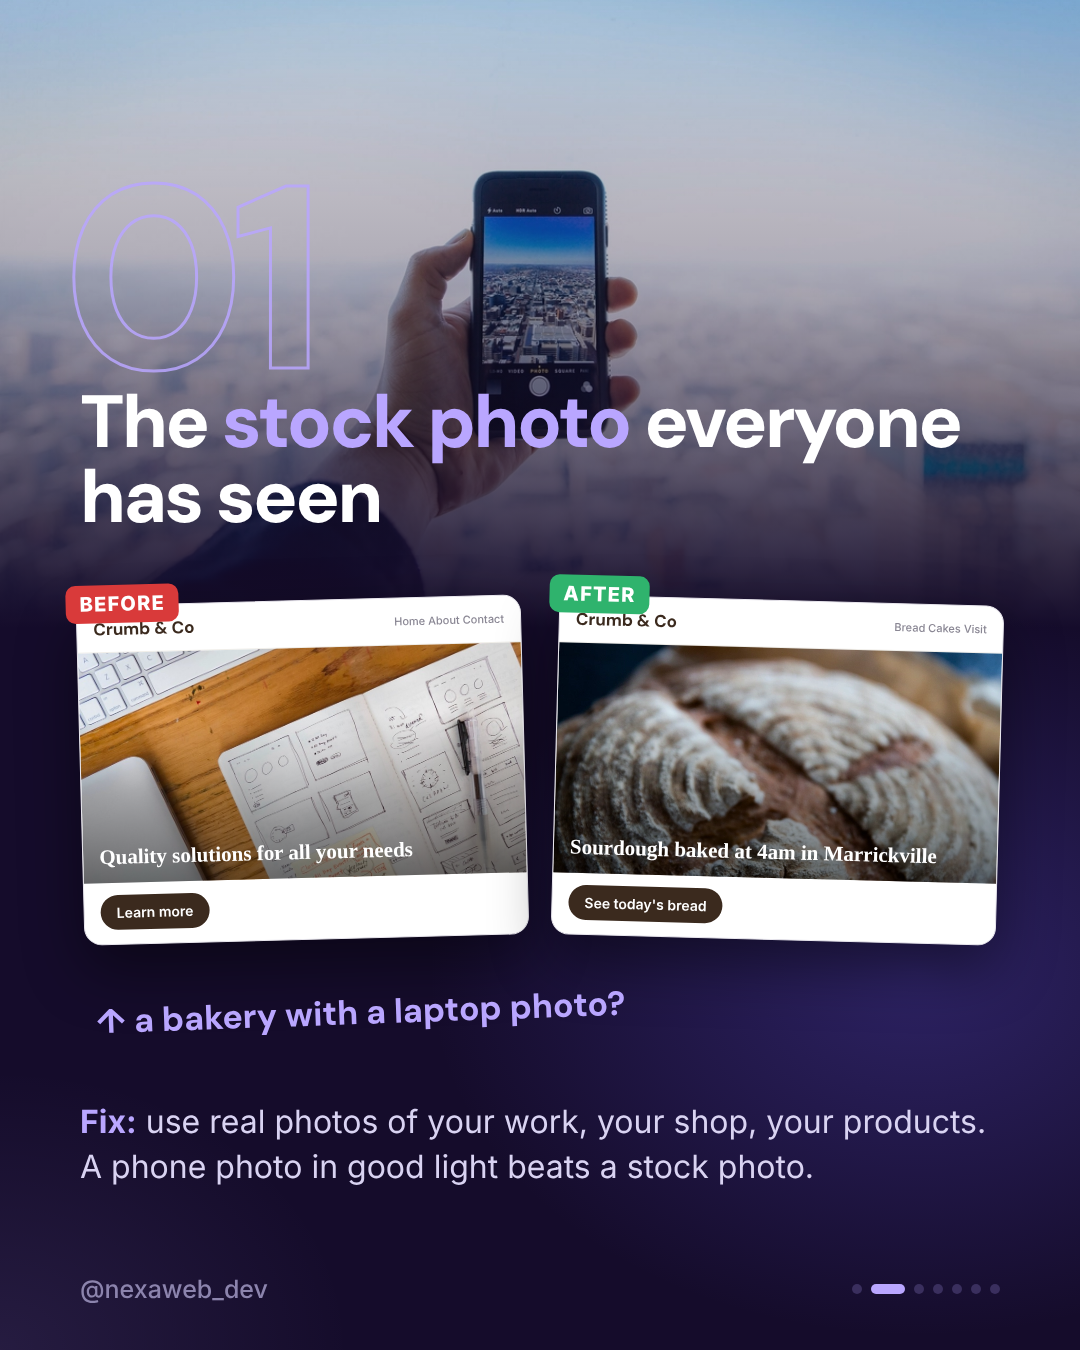 01
The stock photo everyone
has seen
BEFORE
Crumb & Co
Home About Contact
Quality solutions for all your needs
Learn more
AFTER
Crumb & Co
Bread Cakes Visit
Sourdough baked at 4am in Marrickville
See today's bread
↑ a bakery with a laptop photo?
Fix: use real photos of your work, your shop, your products.
A phone photo in good light beats a stock photo.
@nexaweb_dev